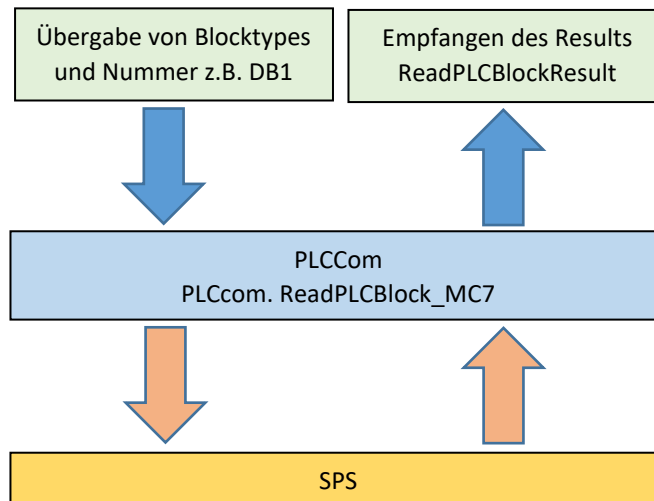 Übergabe von Blocktypes
und Nummer z.B. DB1
Empfangen des Results
ReadPLCBlockResult
PLCCom
PLCcom. ReadPLCBlock_MC7
SPS